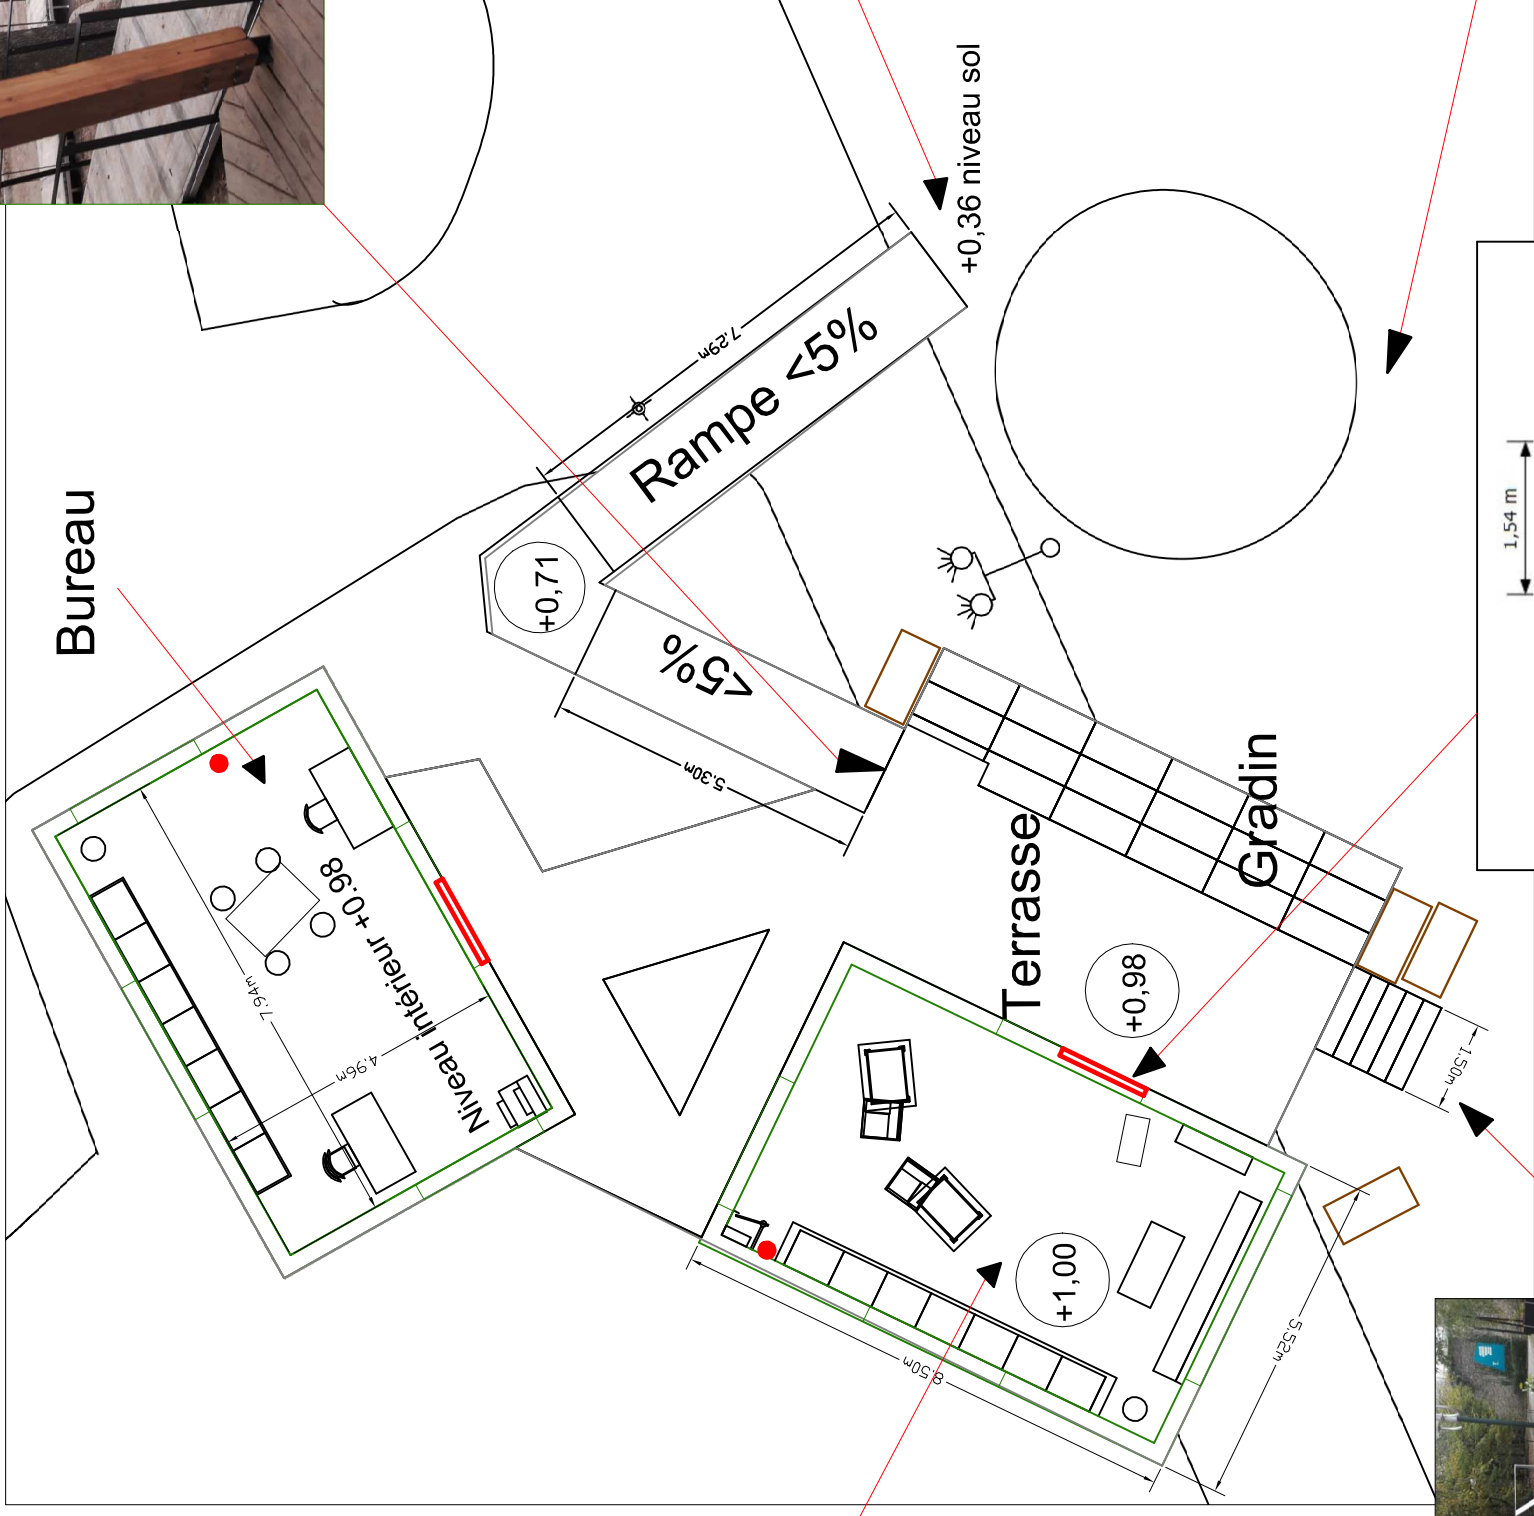 Bureau
+0,36 niveau sol
7,29m
Rampe <5%
+0,71
<5%
5.30m
1,54 m
Niveau intérieur +0.98
7,94m
4.96m
Terrasse
Gradin
+0,98
1.50m
+1,00
8.50m
5.52m